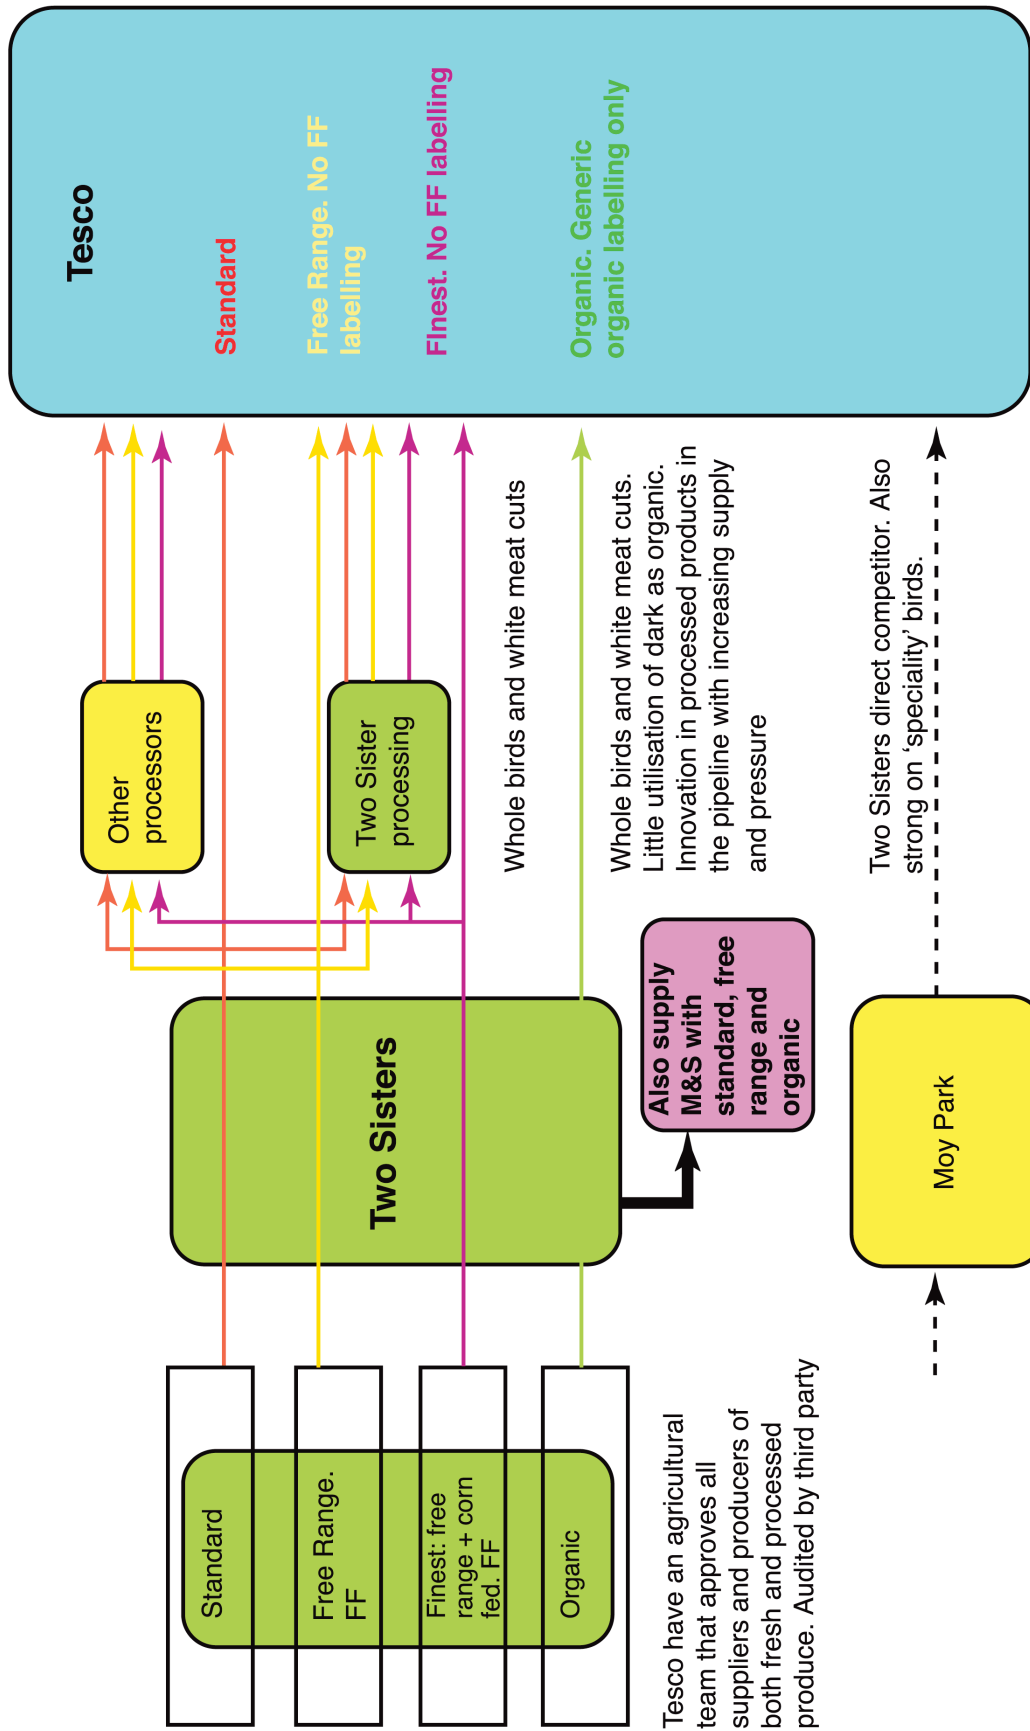 Tesco
Standard
Free Range. No FF
labelling
FInest. No FF labelling
Organic. Generic
organic labelling only
Other
processors
Two Sister
processing
Whole birds and white meat cuts
Whole birds and white meat cuts.
Little utilisation of dark as organic.
Innovation in processed products in
the pipeline with increasing supply
and pressure
Two Sisters direct competitor. Also
strong on ‘speciality’ birds.
Two Sisters
Also supply
M&S with
standard, free
range and
organic
Moy Park
Standard
Free Range.
FF
Finest: free
range + corn
fed. FF
Organic
Tesco have an agricultural
team that approves all
suppliers and producers of
both fresh and processed
produce. Audited by third party